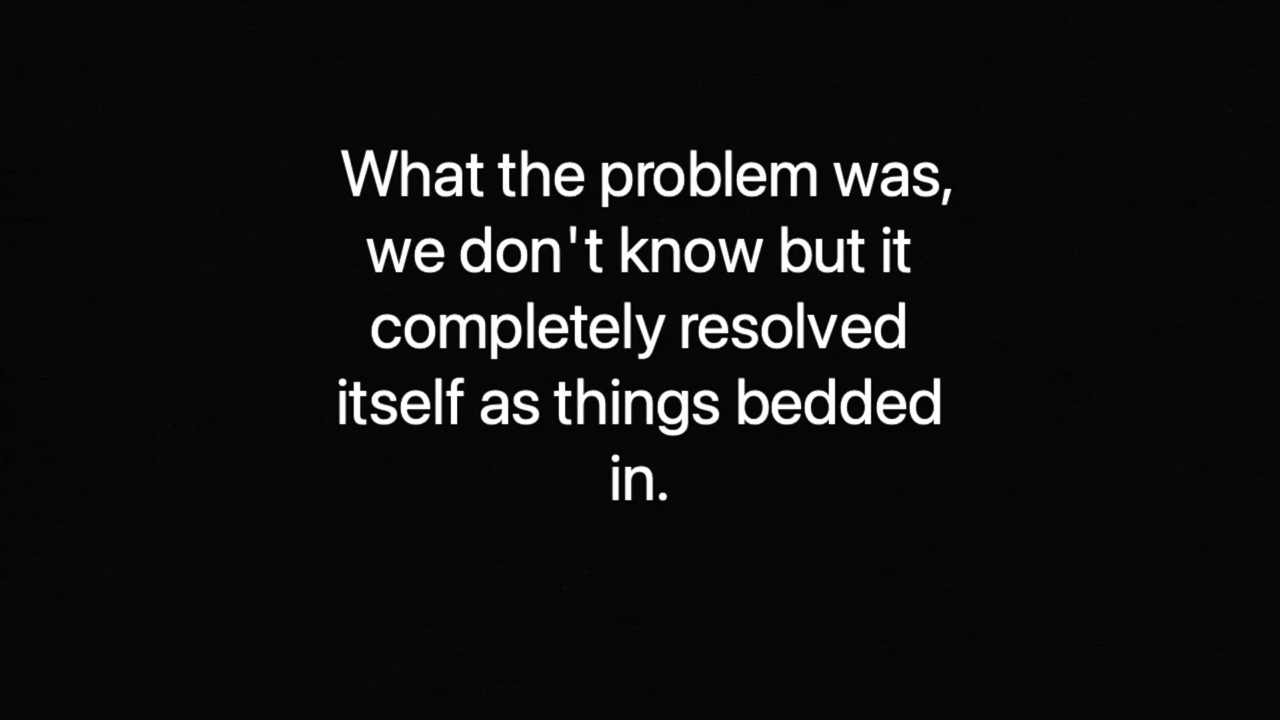 What the problem was,
we don't know but it
completely resolved
itself as things bedded
in.